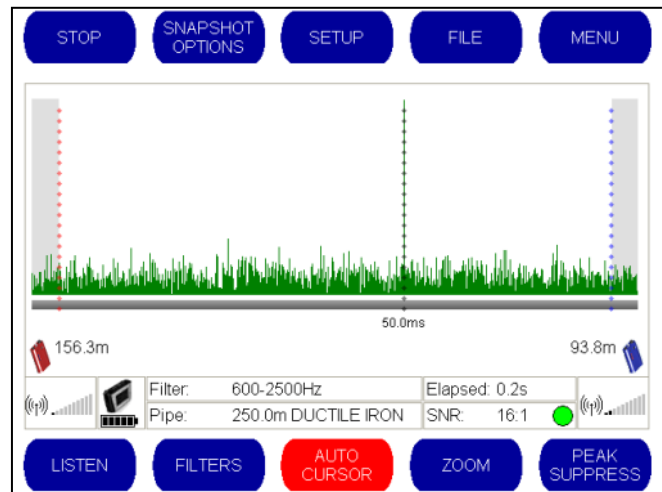 STOP
SNAPSHOT
OPTIONS
SETUP
FILE
MENU
50.0ms
156.3m
93.8m
Filter: 600-2500Hz
Elapsed: 0.2s
Pipe: 250.0m DUCTILE IRON
SNR: 16:1
LISTEN
FILTERS
AUTO
CURSOR
ZOOM
PEAK
SUPPRESS